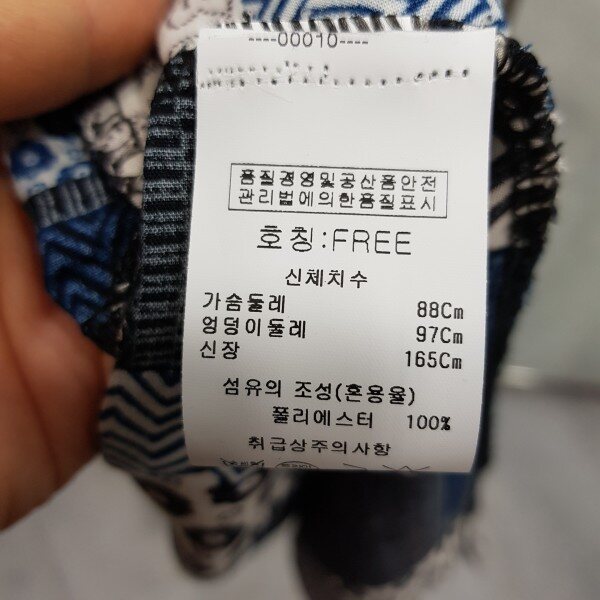 ----00010----
품질경영및공산품안전
관리법에의한품질표시
호칭:FREE
신체치수
가슴둘레 88Cm
엉덩이둘레 97Cm
신장 165Cm
섬유의 조성(혼용율)
폴리에스터 100%
취급상주의사항